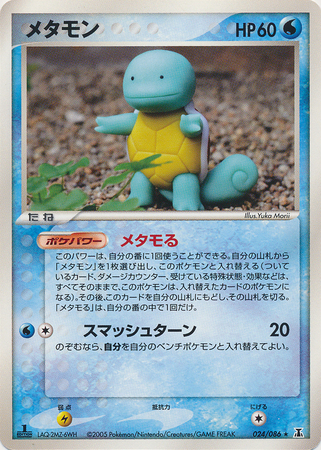 メタモン HP60
たね Illus.Yuka Morii
ポケパワー メタモる
このパワーは、自分の番に1回使うことができる。自分の山札から
「メタモン」を1枚選び出し、このポケモンと入れ替える(ついている
カード、ダメージカウンター、受けている特殊状態・効果などは、
すべてそのままで、このポケモンは、入れ替えたカードのポケモンに
なる)。その後、このカードを自分の山札にもどし、その山札を切る。
「メタモる」は、自分の番の中で1回だけ。
スマッシュターン 20
のぞむなら、自分を自分のベンチポケモンと入れ替えてよい。
弱点 抵抗力 にげる
1 LAQ-2MZ-6WH ©2005 Pokémon/Nintendo/Creatures/GAME FREAK 024/086